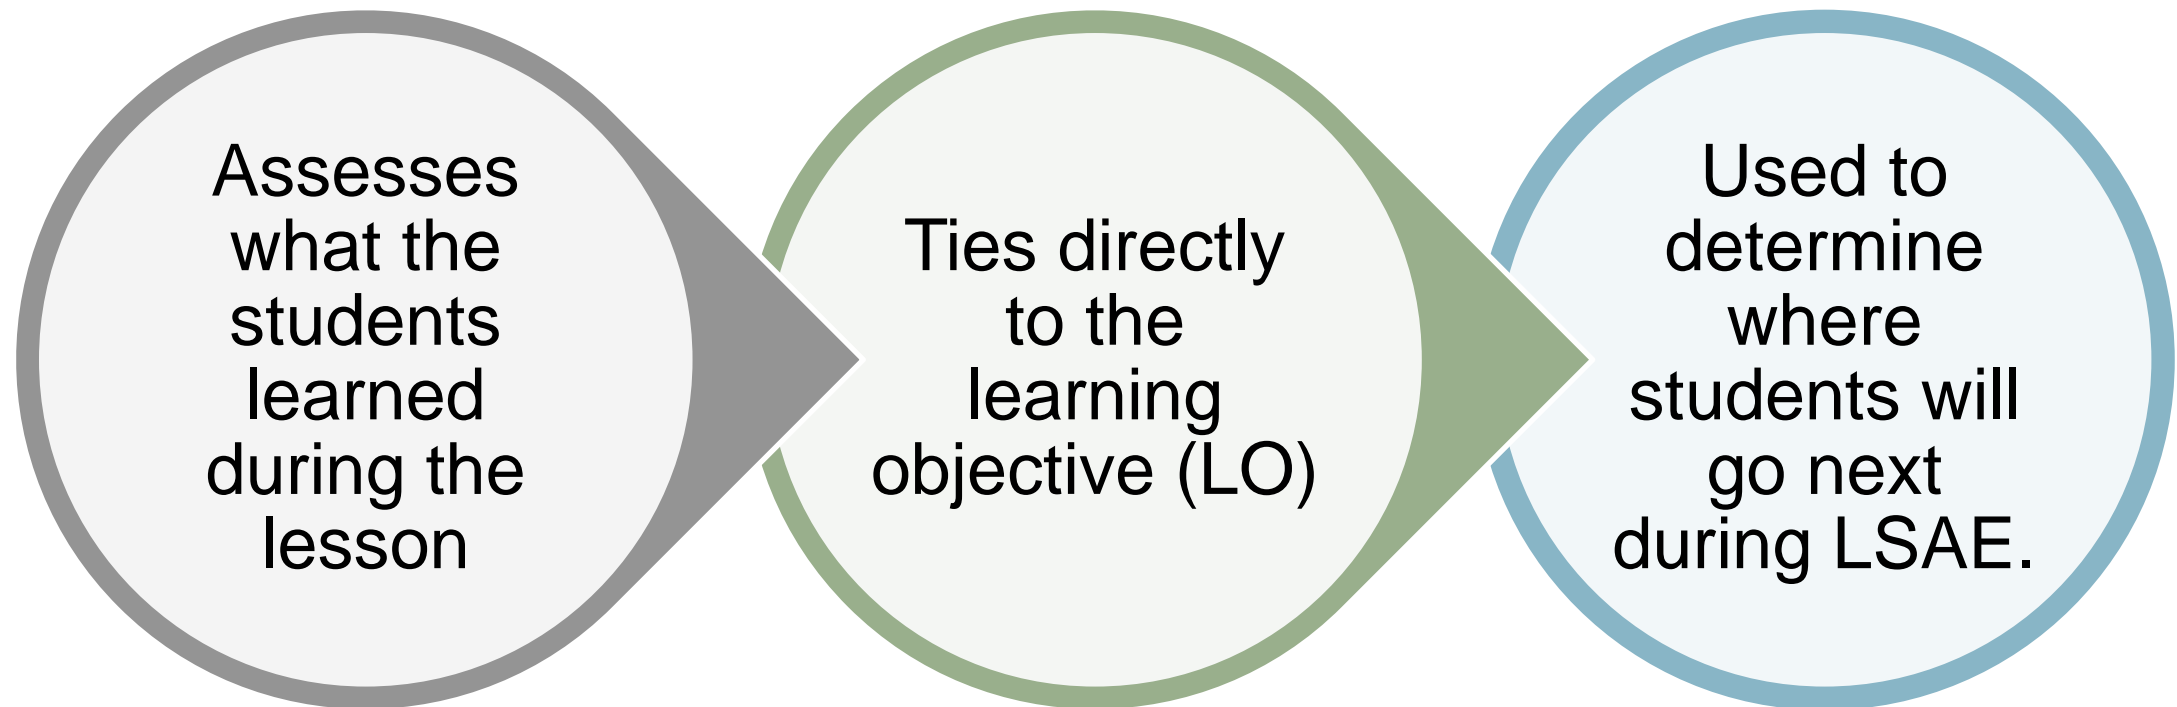 Assesses
what the
students
learned
during the
lesson
Ties directly
to the
learning
objective (LO)
Used to
determine
where
students will
go next
during LSAE.